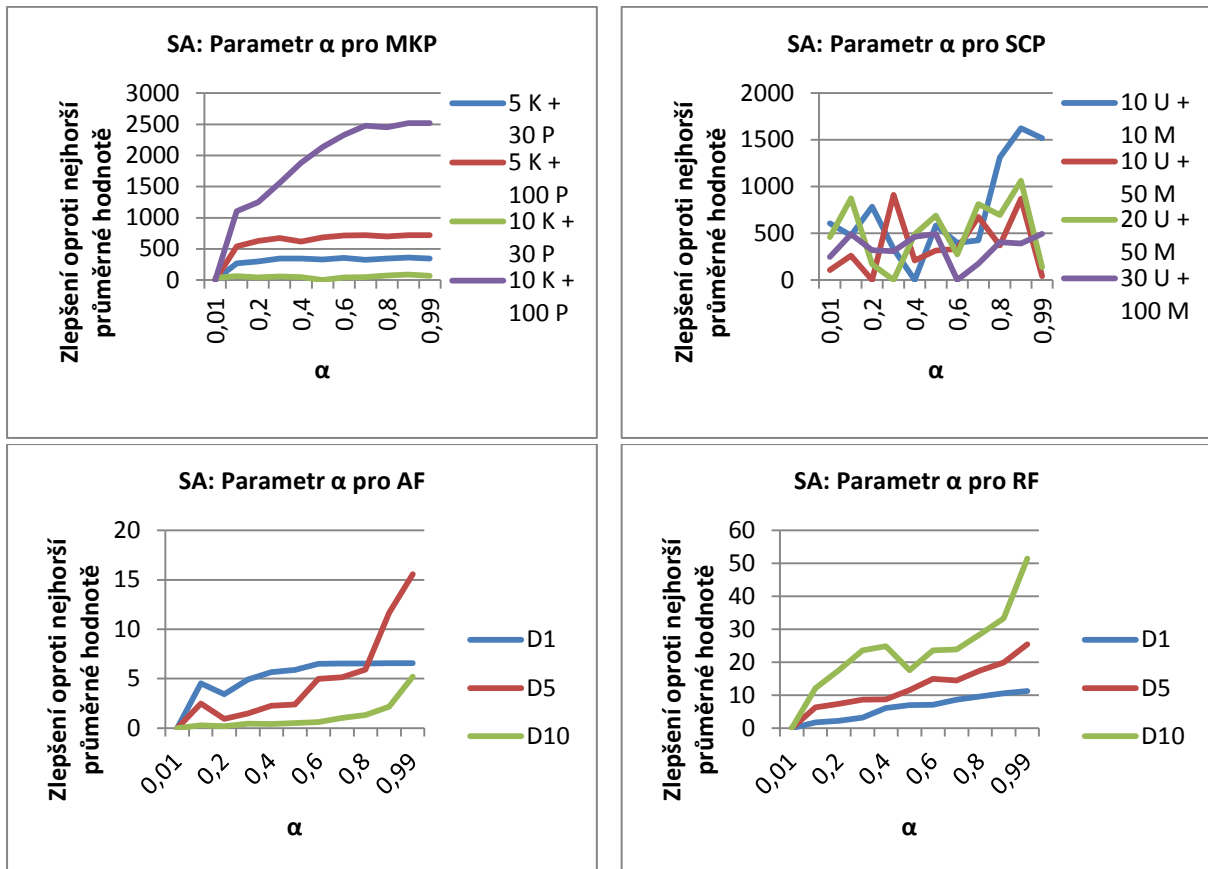 SA: Parametr α pro MKP
Zlepšení oproti nejhorší
průměrné hodnotě
3000
2500
2000
1500
1000
500
0
0,01
0,2
0,4
0,6
0,8
0,99
α
5 K +
30 P
5 K +
100 P
10 K +
30 P
10 K +
100 P
SA: Parametr α pro SCP
Zlepšení oproti nejhorší
průměrné hodnotě
2000
1500
1000
500
0
0,01
0,2
0,4
0,6
0,8
0,99
α
10 U +
10 M
10 U +
50 M
20 U +
50 M
30 U +
100 M
SA: Parametr α pro AF
Zlepšení oproti nejhorší
průměrné hodnotě
20
15
10
5
0
0,01
0,2
0,4
0,6
0,8
0,99
α
D1
D5
D10
SA: Parametr α pro RF
Zlepšení oproti nejhorší
průměrné hodnotě
60
50
40
30
20
10
0
0,01
0,2
0,4
0,6
0,8
0,99
α
D1
D5
D10